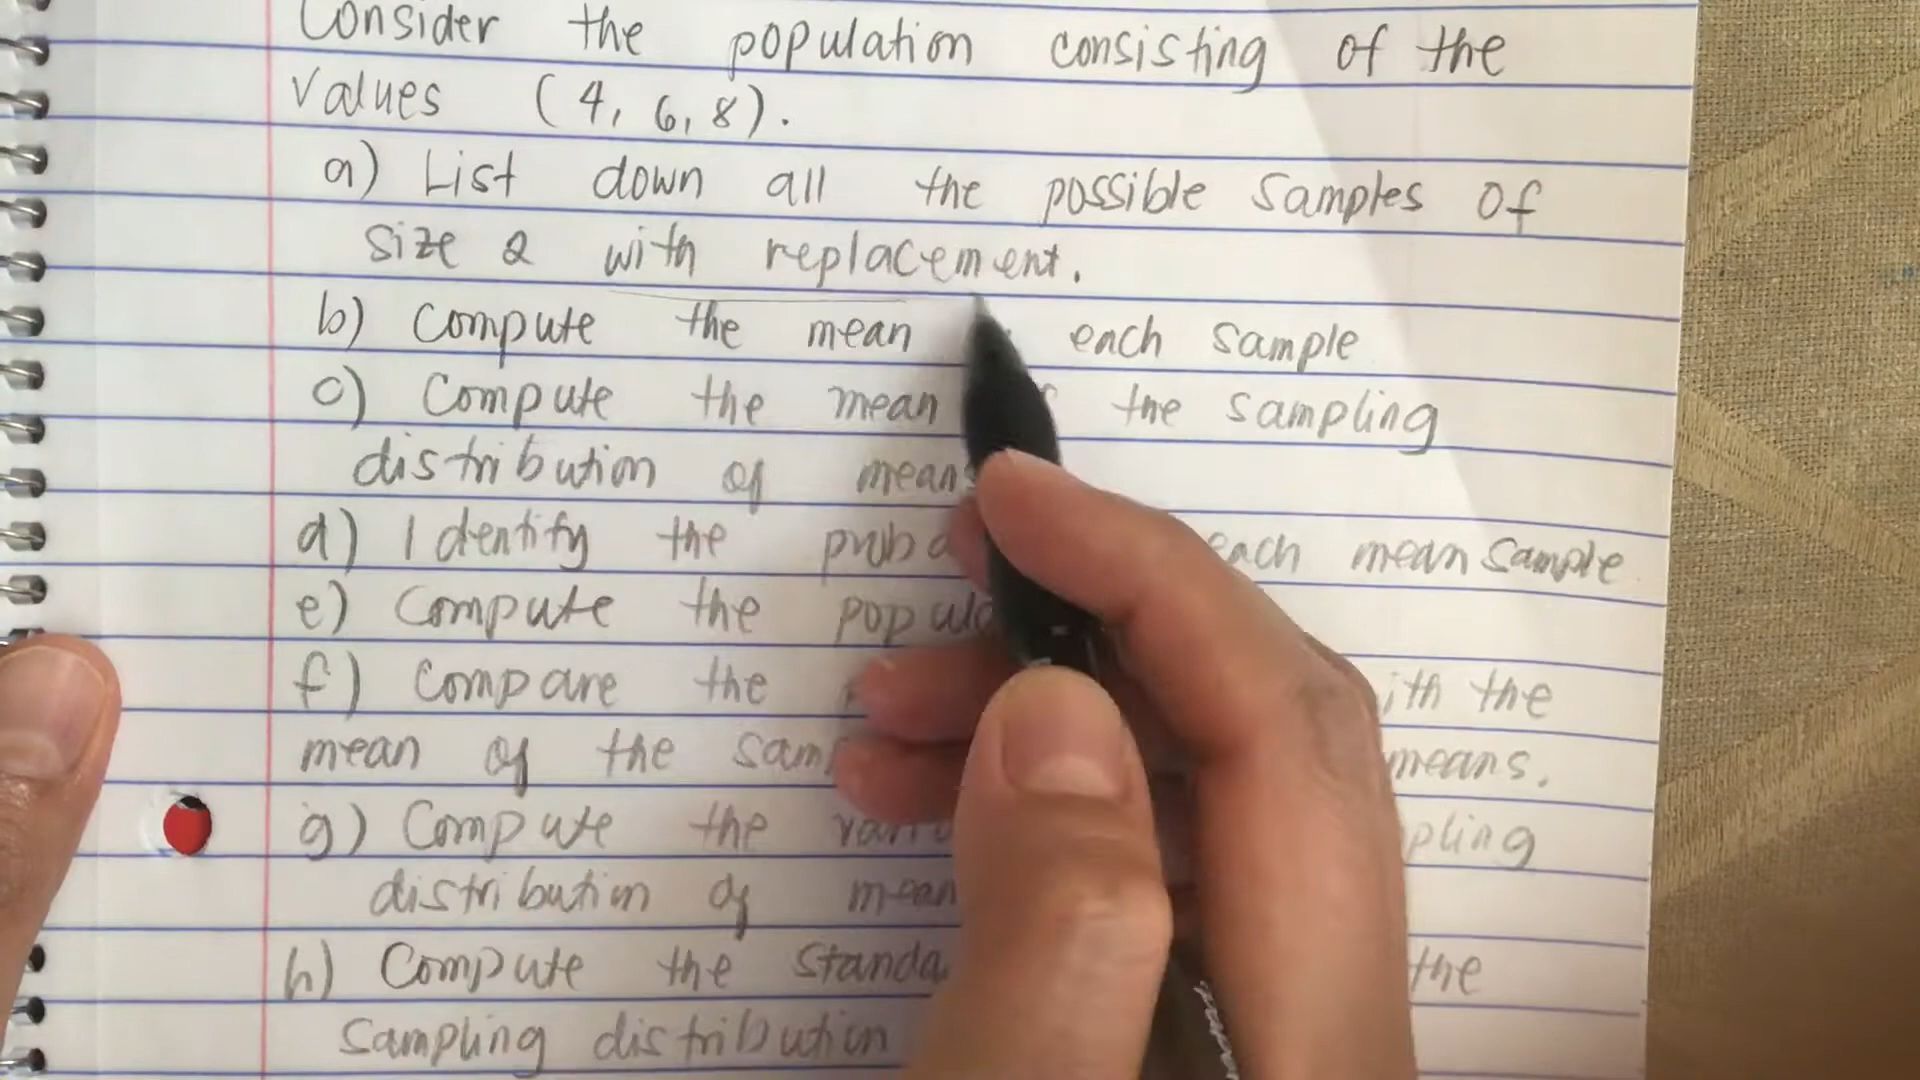 Consider the population consisting of the
values (4, 6, 8).
a) List down all the possible samples of
size 2 with replacement.
b) Compute the mean each sample
c) Compute the mean the sampling
distribution of means
d) Identify the each mean sample
e) Compute the
f) Compare the with the
mean of the means.
g) Compute the
distribution of
h) Compute the the
sampling distribution